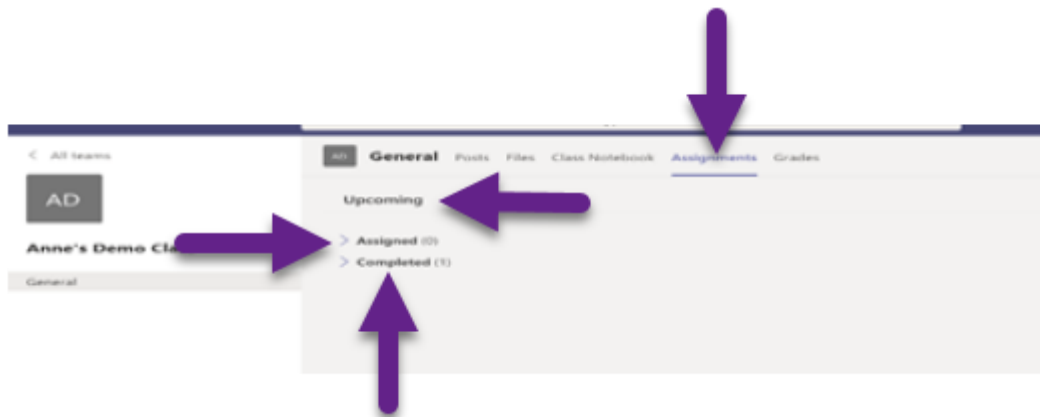 All teams
AD General Posts Files Class Notebook Assignments Grades
AD
Upcoming
Anne's Demo
Assigned (0)
Completed (1)
General